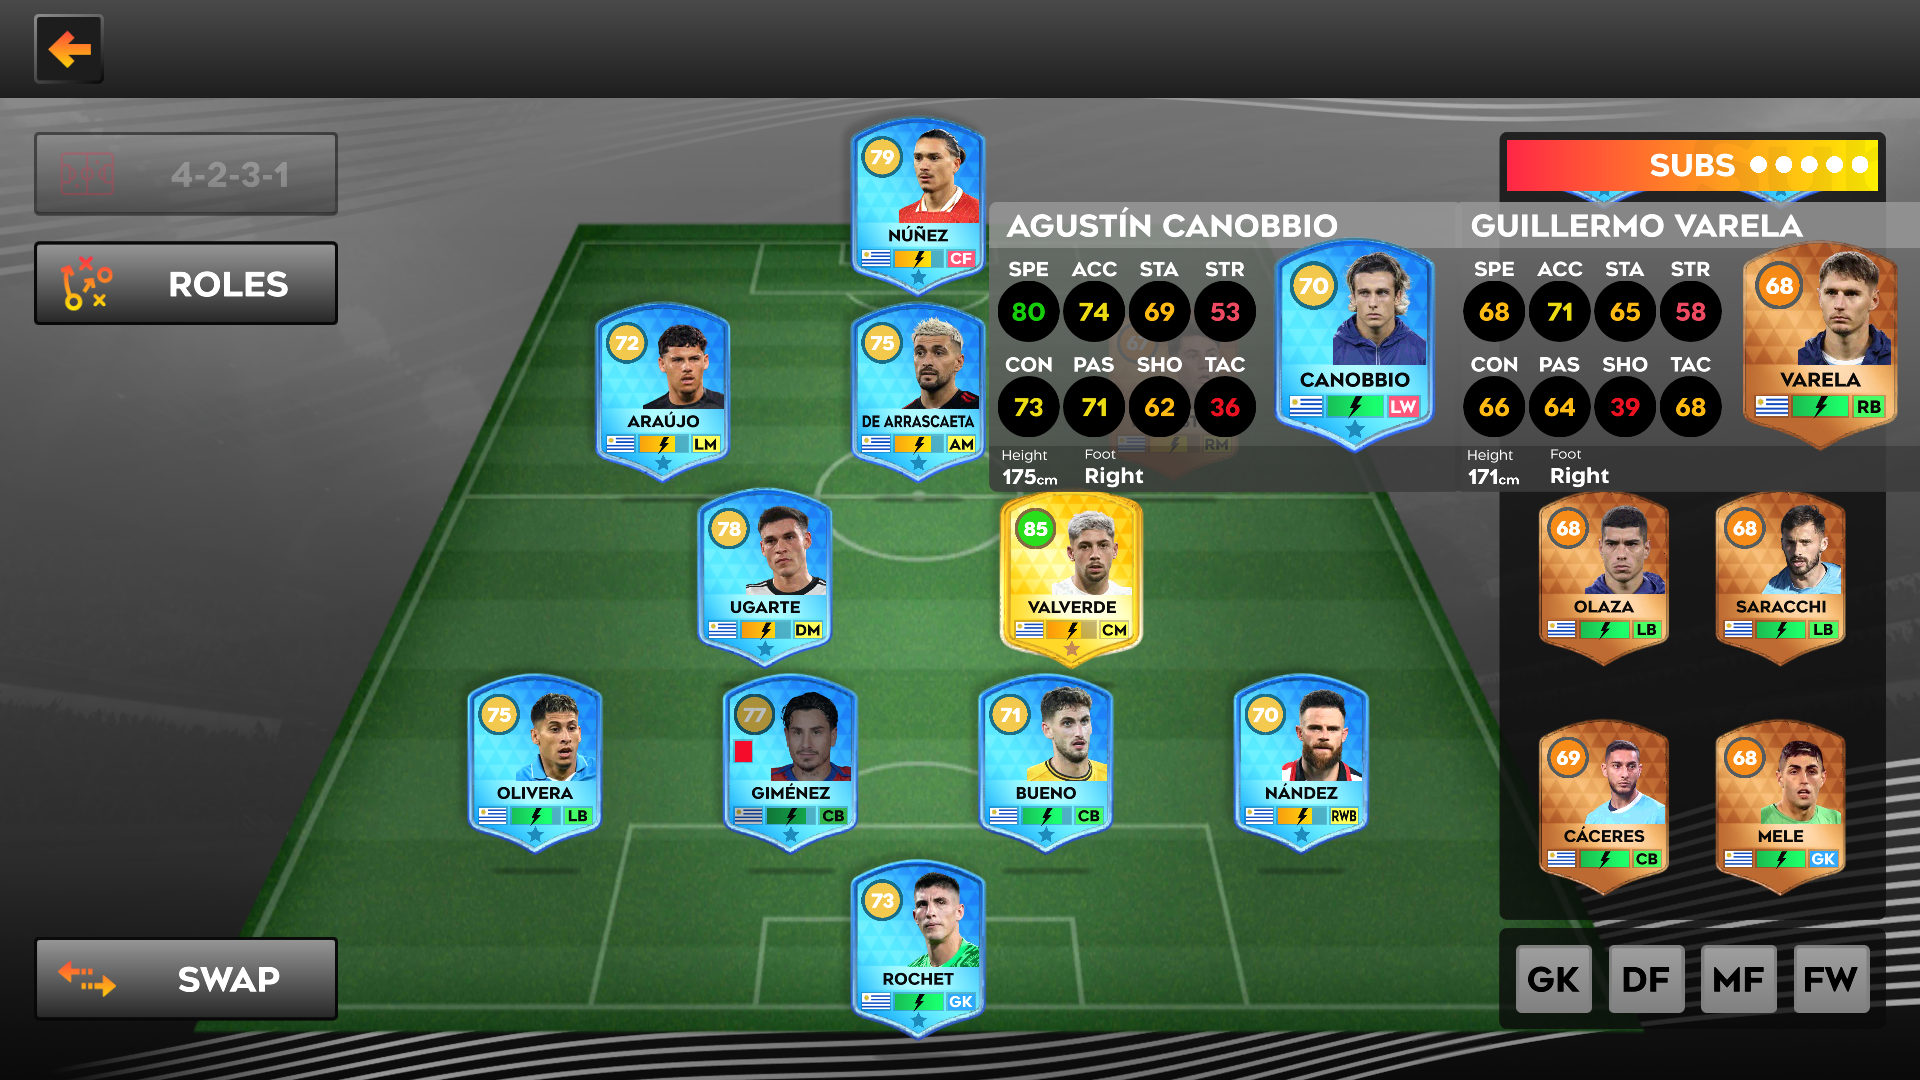 4-2-3-1
ROLES
SWAP
79
NÚÑEZ
CF
72
ARAÚJO
LM
75
DE ARRASCAETA
AM
67
RM
78
UGARTE
DM
85
VALVERDE
CM
75
OLIVERA
LB
77
GIMÉNEZ
CB
71
BUENO
CB
70
NÁNDEZ
RWB
73
ROCHET
GK
AGUSTÍN CANOBBIO
SPE ACC STA STR
80 74 69 53
CON PAS SHO TAC
73 71 62 36
Height Foot
175cm Right
70
CANOBBIO
LW
GUILLERMO VARELA
SPE ACC STA STR
68 71 65 58
CON PAS SHO TAC
66 64 39 68
Height Foot
171cm Right
68
VARELA
RB
SUBS
68
OLAZA
LB
68
SARACCHI
LB
69
CÁCERES
CB
68
MELE
GK
GK DF MF FW